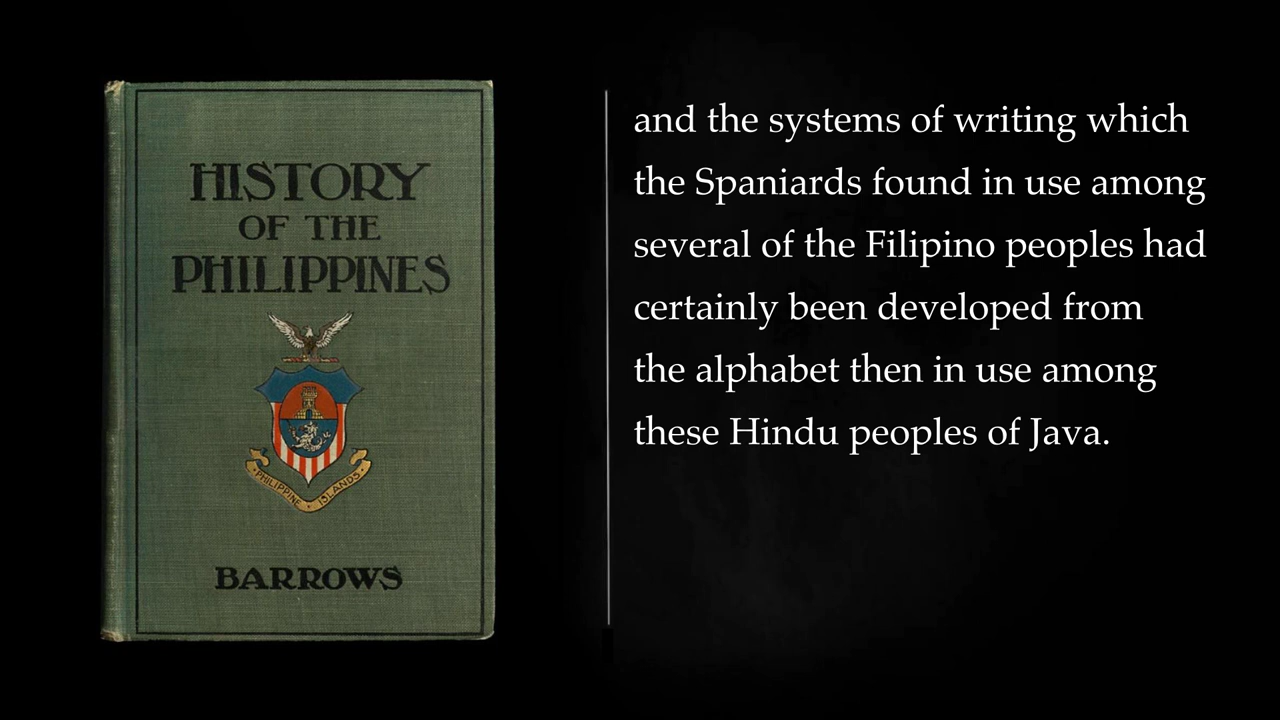 HISTORY
OF THE
PHILIPPINES
PHILIPPINE ISLANDS
BARROWS
and the systems of writing which
the Spaniards found in use among
several of the Filipino peoples had
certainly been developed from
the alphabet then in use among
these Hindu peoples of Java.